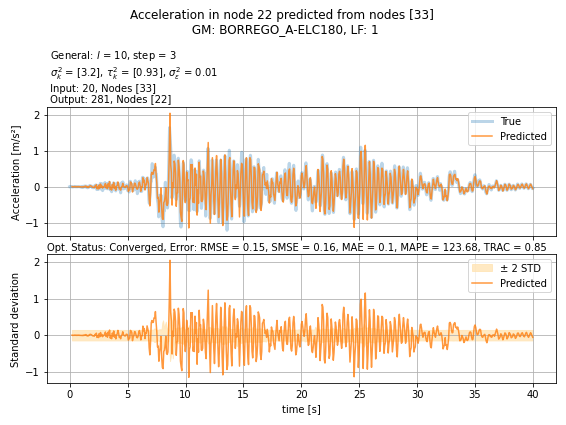 Acceleration in node 22 predicted from nodes [33]
GM: BORREGO_A-ELC180, LF: 1
General: l = 10, step = 3
σ²ₖ = [3.2], τ²ₖ = [0.93], σ²ε = 0.01
Input: 20, Nodes [33]
Output: 281, Nodes [22]
2
1
0
−1
Acceleration [m/s²]
True
Predicted
Opt. Status: Converged, Error: RMSE = 0.15, SMSE = 0.16, MAE = 0.1, MAPE = 123.68, TRAC = 0.85
2
1
0
−1
Standard deviation
± 2 STD
Predicted
0 5 10 15 20 25 30 35 40
time [s]